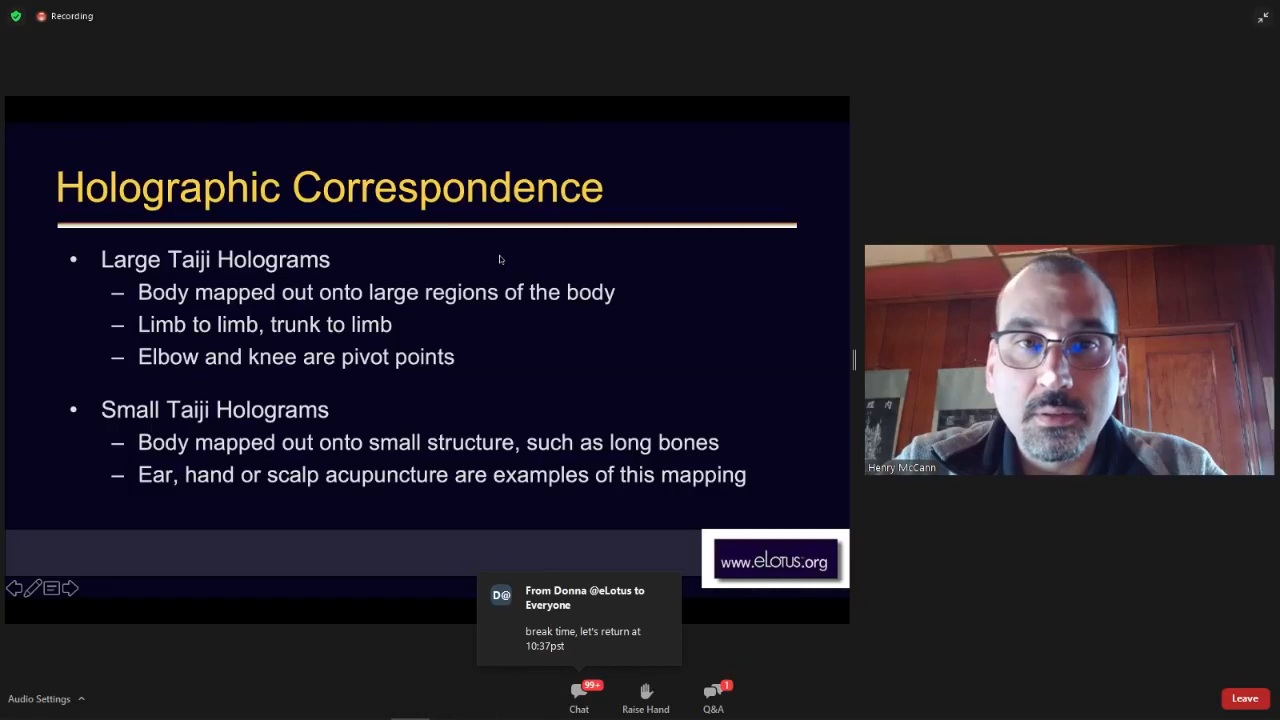 Recording
Holographic Correspondence
• Large Taiji Holograms
– Body mapped out onto large regions of the body
– Limb to limb, trunk to limb
– Elbow and knee are pivot points
• Small Taiji Holograms
– Body mapped out onto small structure, such as long bones
– Ear, hand or scalp acupuncture are examples of this mapping
www.eLOTUS.org
Henry McCann
D@
From Donna @eLotus to
Everyone
break time, let's return at
10:37pst
Audio Settings
99+
Chat
Raise Hand
1
Q&A
Leave